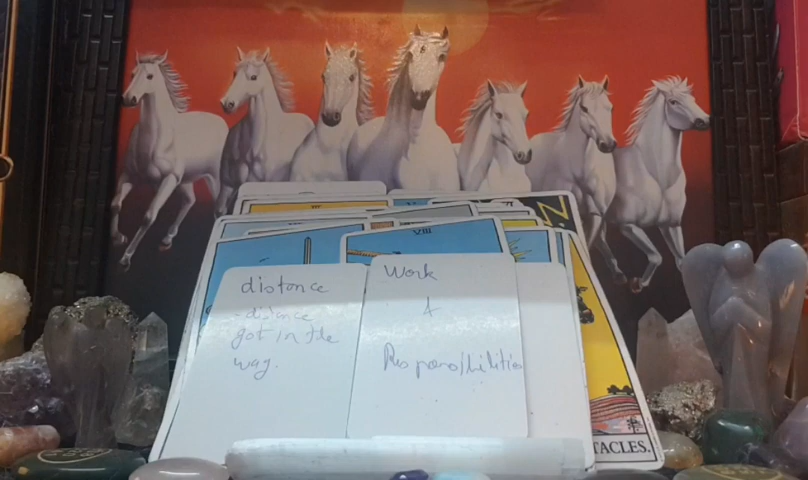 distance
- distance
got in the
way.
Work
&
Responsibilities
VIII
TACLES.